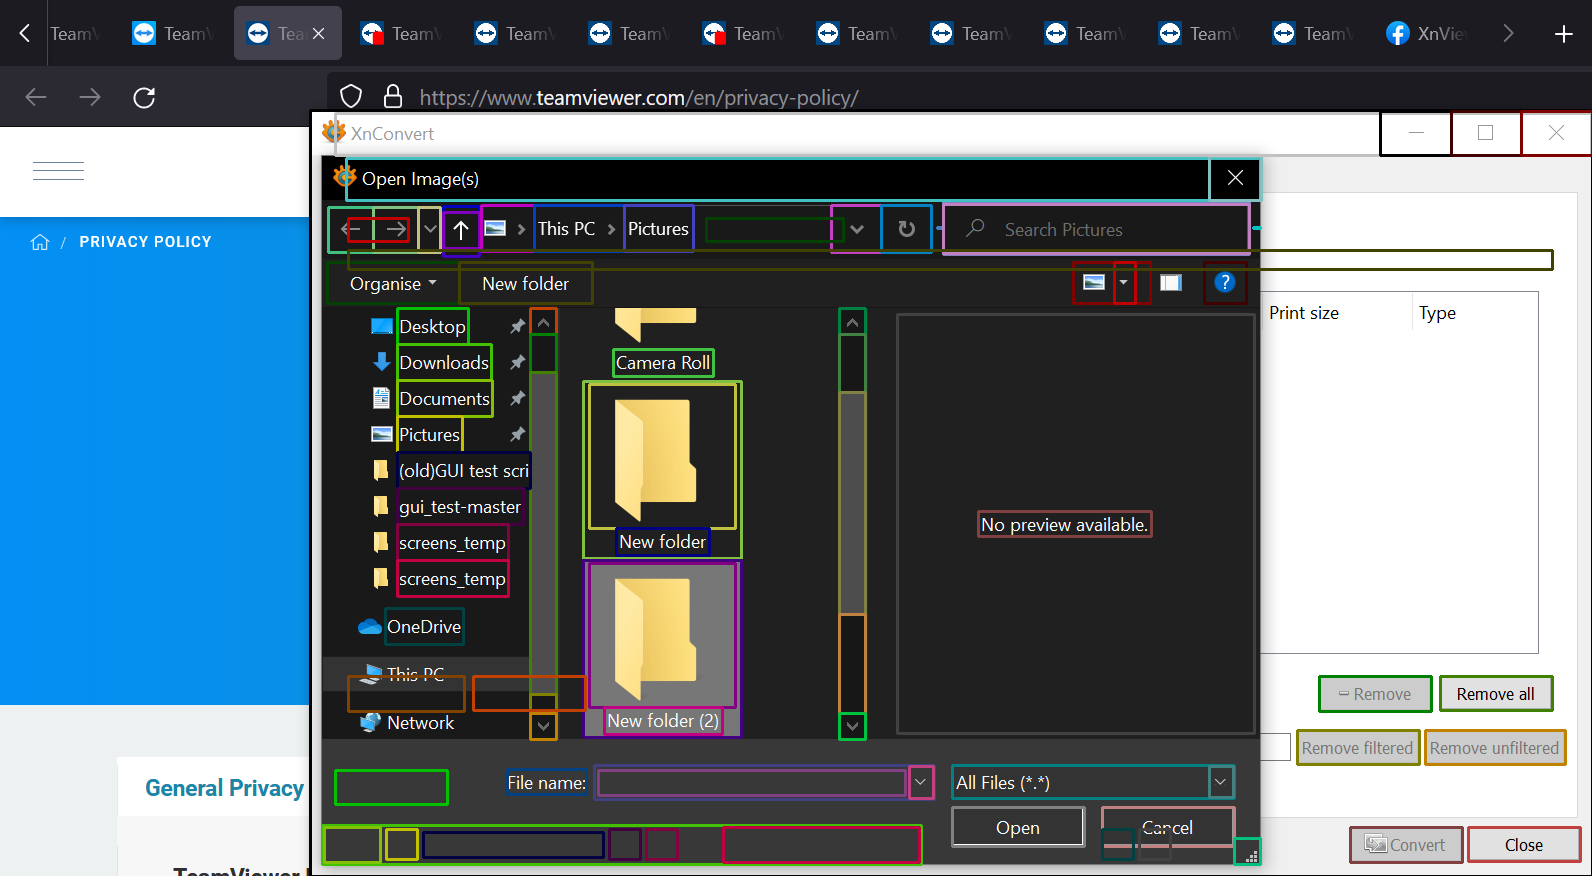 TeamV TeamV Tea TeamV TeamV TeamV TeamV TeamV TeamV TeamV TeamV TeamV XnVie
https://www.teamviewer.com/en/privacy-policy/
XnConvert
Open Image(s)
This PC Pictures
Search Pictures
/ PRIVACY POLICY
Organise New folder
?
Print size Type
Desktop
Downloads
Documents
Pictures
(old)GUI test scri
gui_test-master
screens_temp
screens_temp
OneDrive
This PC
Network
Camera Roll
New folder
New folder (2)
No preview available.
Remove Remove all
Remove filtered Remove unfiltered
General Privacy
File name:
All Files (*.*)
Open Cancel
Convert Close
TeamViewer